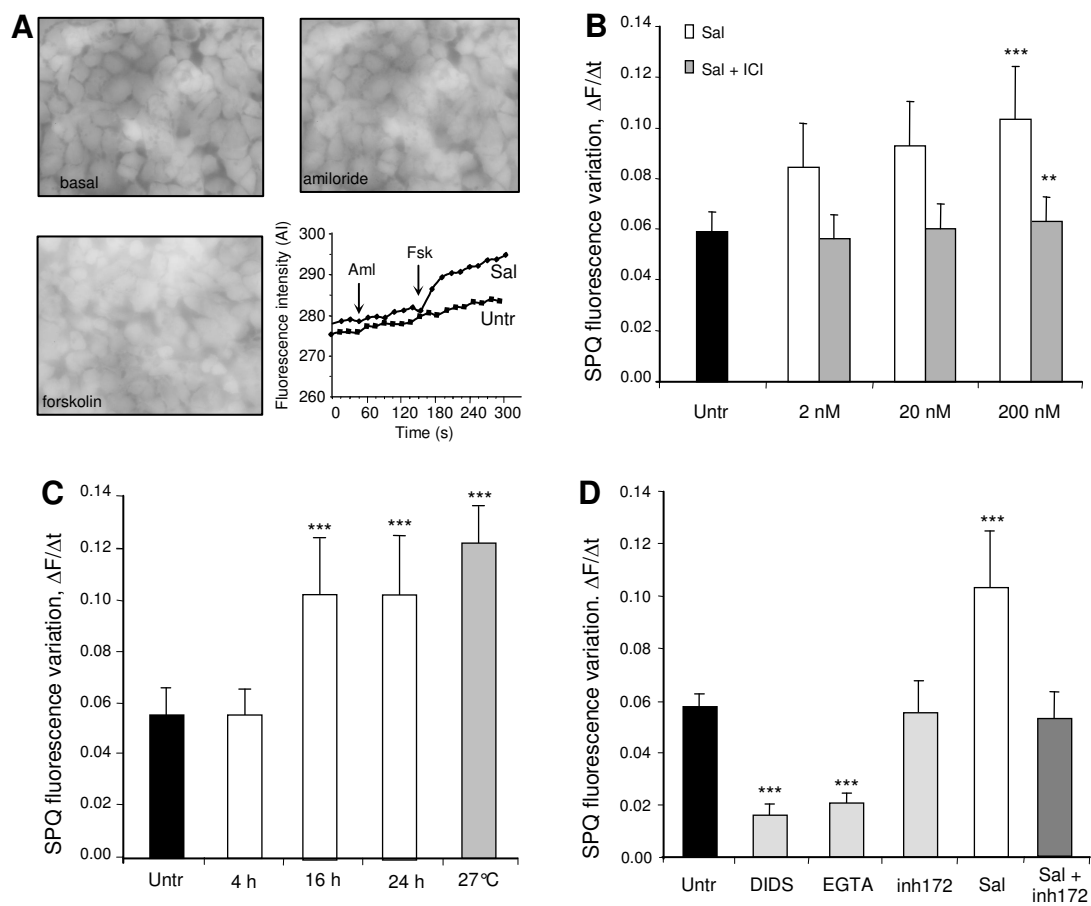 A
basal
amiloride
forskolin
Fluorescence intensity (AI)
300
290
280
270
260
Aml
Fsk
Sal
Untr
0 60 120 180 240 300
Time (s)
B
SPQ fluorescence variation, ΔF/Δt
0.14
0.12
0.10
0.08
0.06
0.04
0.02
0.00
Sal
Sal + ICI
***
**
Untr 2 nM 20 nM 200 nM
C
SPQ fluorescence variation, ΔF/Δt
0.14
0.12
0.10
0.08
0.06
0.04
0.02
0.00
*** *** ***
Untr 4 h 16 h 24 h 27°C
D
SPQ fluorescence variation. ΔF/Δt
0.14
0.12
0.10
0.08
0.06
0.04
0.02
0.00
*** *** ***
Untr DIDS EGTA inh172 Sal Sal +
inh172